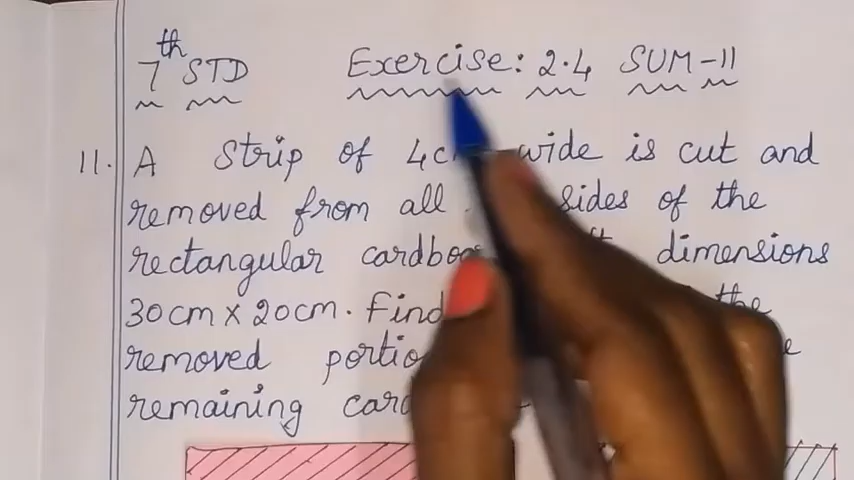 7th STD Exercise: 2.4 SUM-11
11. A Strip of 4c wide is cut and
removed from all sides of the
rectangular cardboa dimensions
30cm x 20cm. Find the
removed portio
remaining car